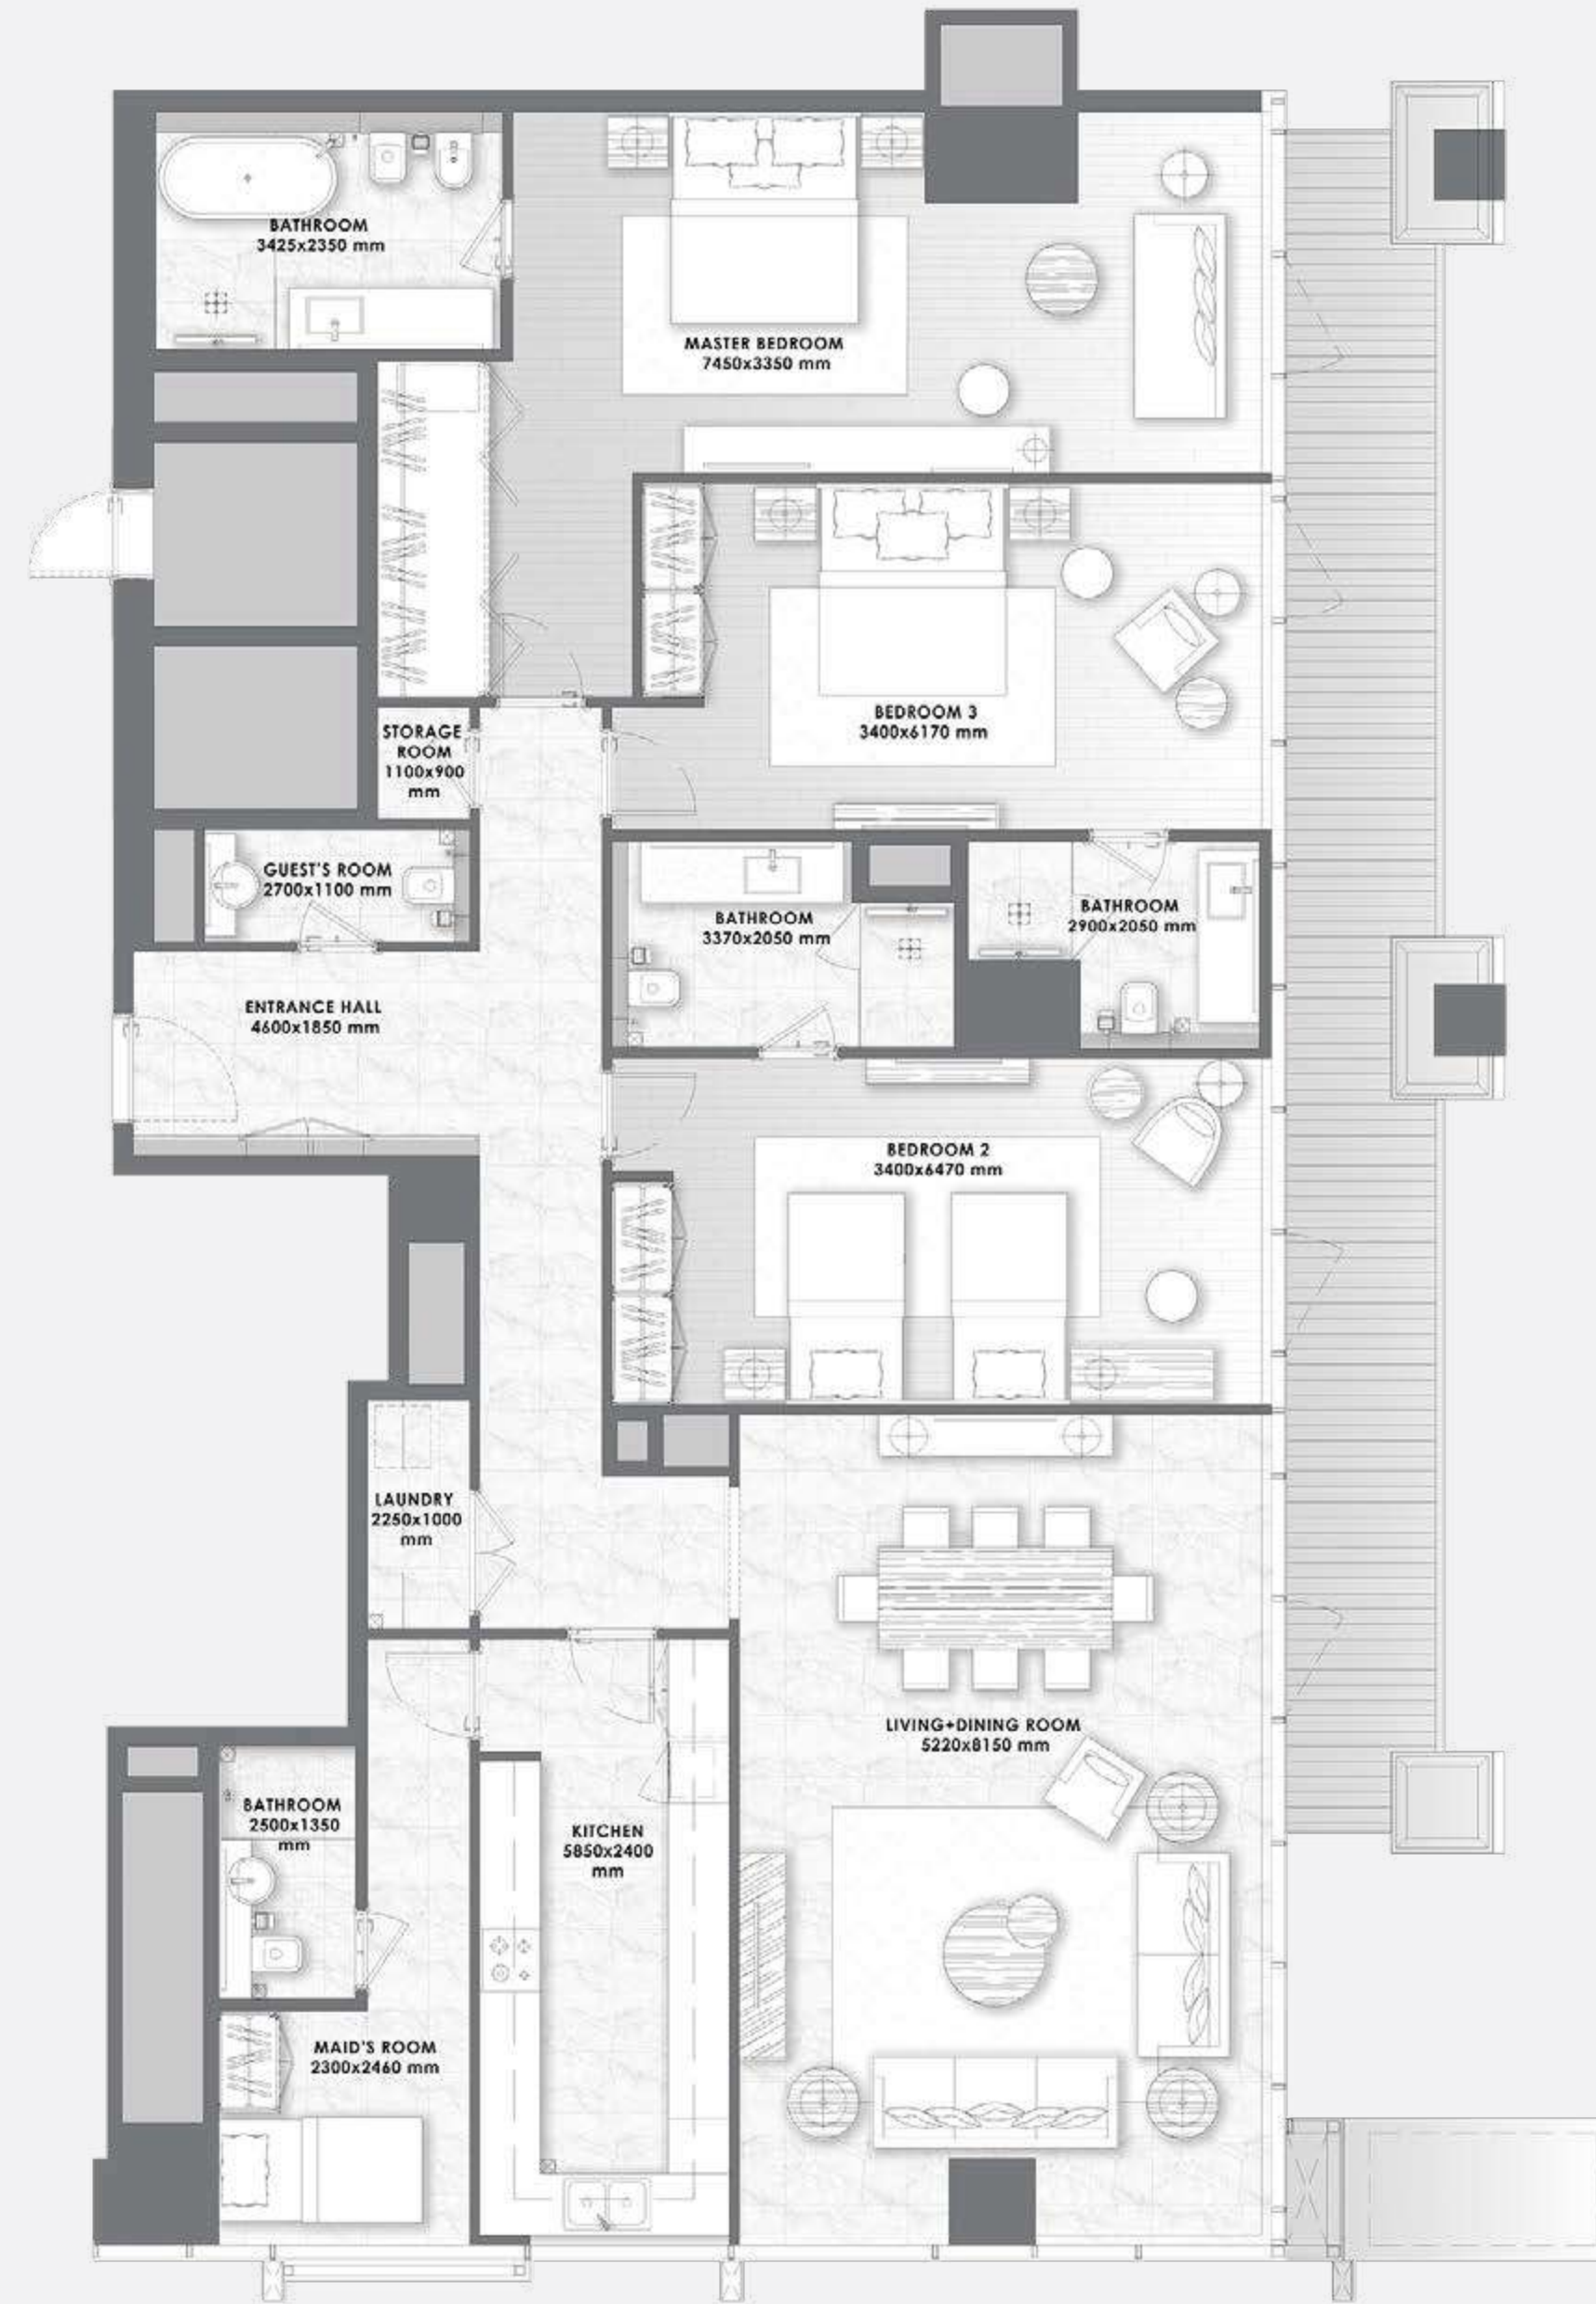 BATHROOM
3425x2350 mm
MASTER BEDROOM
7450x3350 mm
STORAGE
ROOM
1100x900
mm
BEDROOM 3
3400x6170 mm
GUEST'S ROOM
2700x1100 mm
BATHROOM
3370x2050 mm
BATHROOM
2900x2050 mm
ENTRANCE HALL
4600x1850 mm
BEDROOM 2
3400x6470 mm
LAUNDRY
2250x1000
mm
LIVING+DINING ROOM
5220x8150 mm
BATHROOM
2500x1350
mm
KITCHEN
5850x2400
mm
MAID'S ROOM
2300x2460 mm